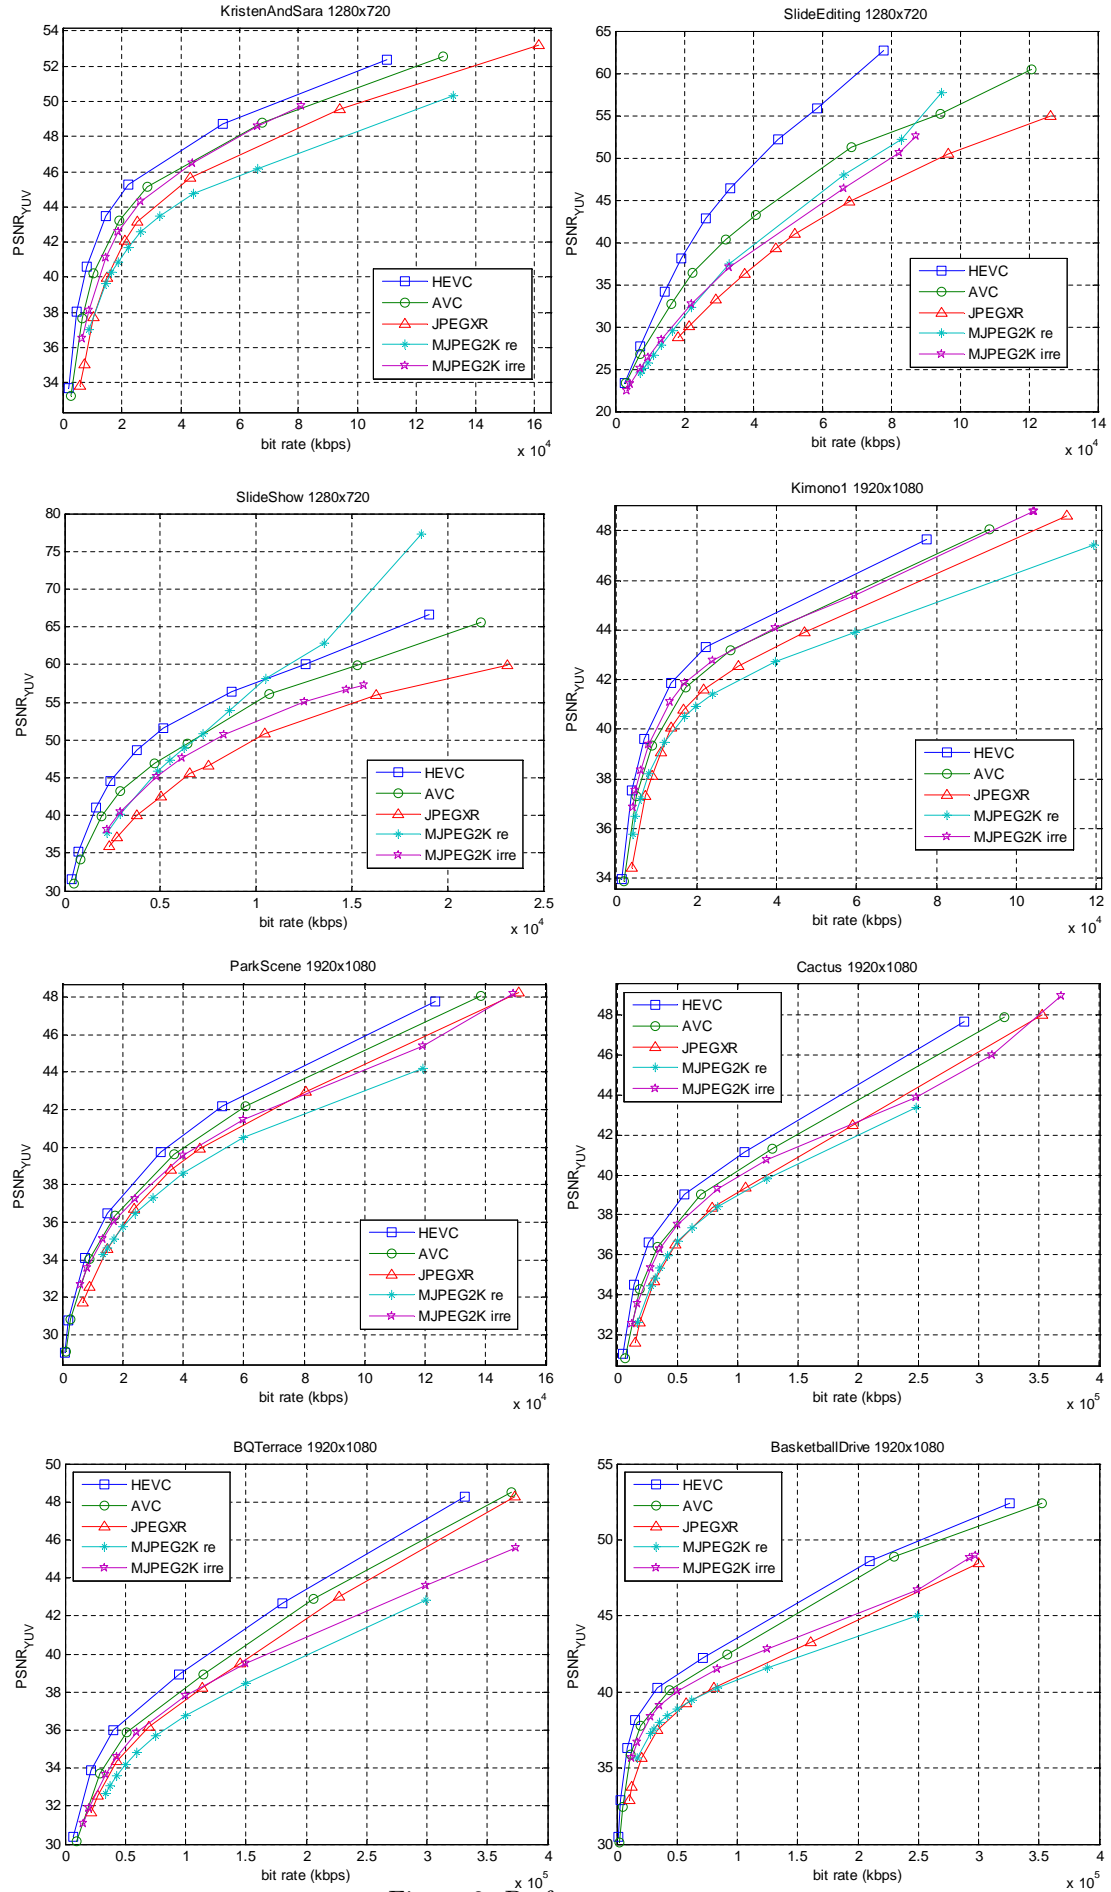 KristenAndSara 1280x720
54
52
50
48
46
44
42
40
38
36
34
PSNR_YUV
HEVC
AVC
JPEGXR
MJPEG2K re
MJPEG2K irre
0 2 4 6 8 10 12 14 16
bit rate (kbps)
x 10^4
SlideEditing 1280x720
65
60
55
50
45
40
35
30
25
20
PSNR_YUV
HEVC
AVC
JPEGXR
MJPEG2K re
MJPEG2K irre
0 2 4 6 8 10 12 14
bit rate (kbps)
x 10^4
SlideShow 1280x720
80
75
70
65
60
55
50
45
40
35
30
PSNR_YUV
HEVC
AVC
JPEGXR
MJPEG2K re
MJPEG2K irre
0 0.5 1 1.5 2 2.5
bit rate (kbps)
x 10^4
Kimono1 1920x1080
48
46
44
42
40
38
36
34
PSNR_YUV
HEVC
AVC
JPEGXR
MJPEG2K re
MJPEG2K irre
0 2 4 6 8 10 12
bit rate (kbps)
x 10^4
ParkScene 1920x1080
48
46
44
42
40
38
36
34
32
30
PSNR_YUV
HEVC
AVC
JPEGXR
MJPEG2K re
MJPEG2K irre
0 2 4 6 8 10 12 14 16
bit rate (kbps)
x 10^4
Cactus 1920x1080
48
46
44
42
40
38
36
34
32
PSNR_YUV
HEVC
AVC
JPEGXR
MJPEG2K re
MJPEG2K irre
0 0.5 1 1.5 2 2.5 3 3.5 4
bit rate (kbps)
x 10^5
BQTerrace 1920x1080
50
48
46
44
42
40
38
36
34
32
30
PSNR_YUV
HEVC
AVC
JPEGXR
MJPEG2K re
MJPEG2K irre
0 0.5 1 1.5 2 2.5 3 3.5 4
bit rate (kbps)
x 10^5
BasketballDrive 1920x1080
55
50
45
40
35
30
PSNR_YUV
HEVC
AVC
JPEGXR
MJPEG2K re
MJPEG2K irre
0 0.5 1 1.5 2 2.5 3 3.5 4
bit rate (kbps)
x 10^5